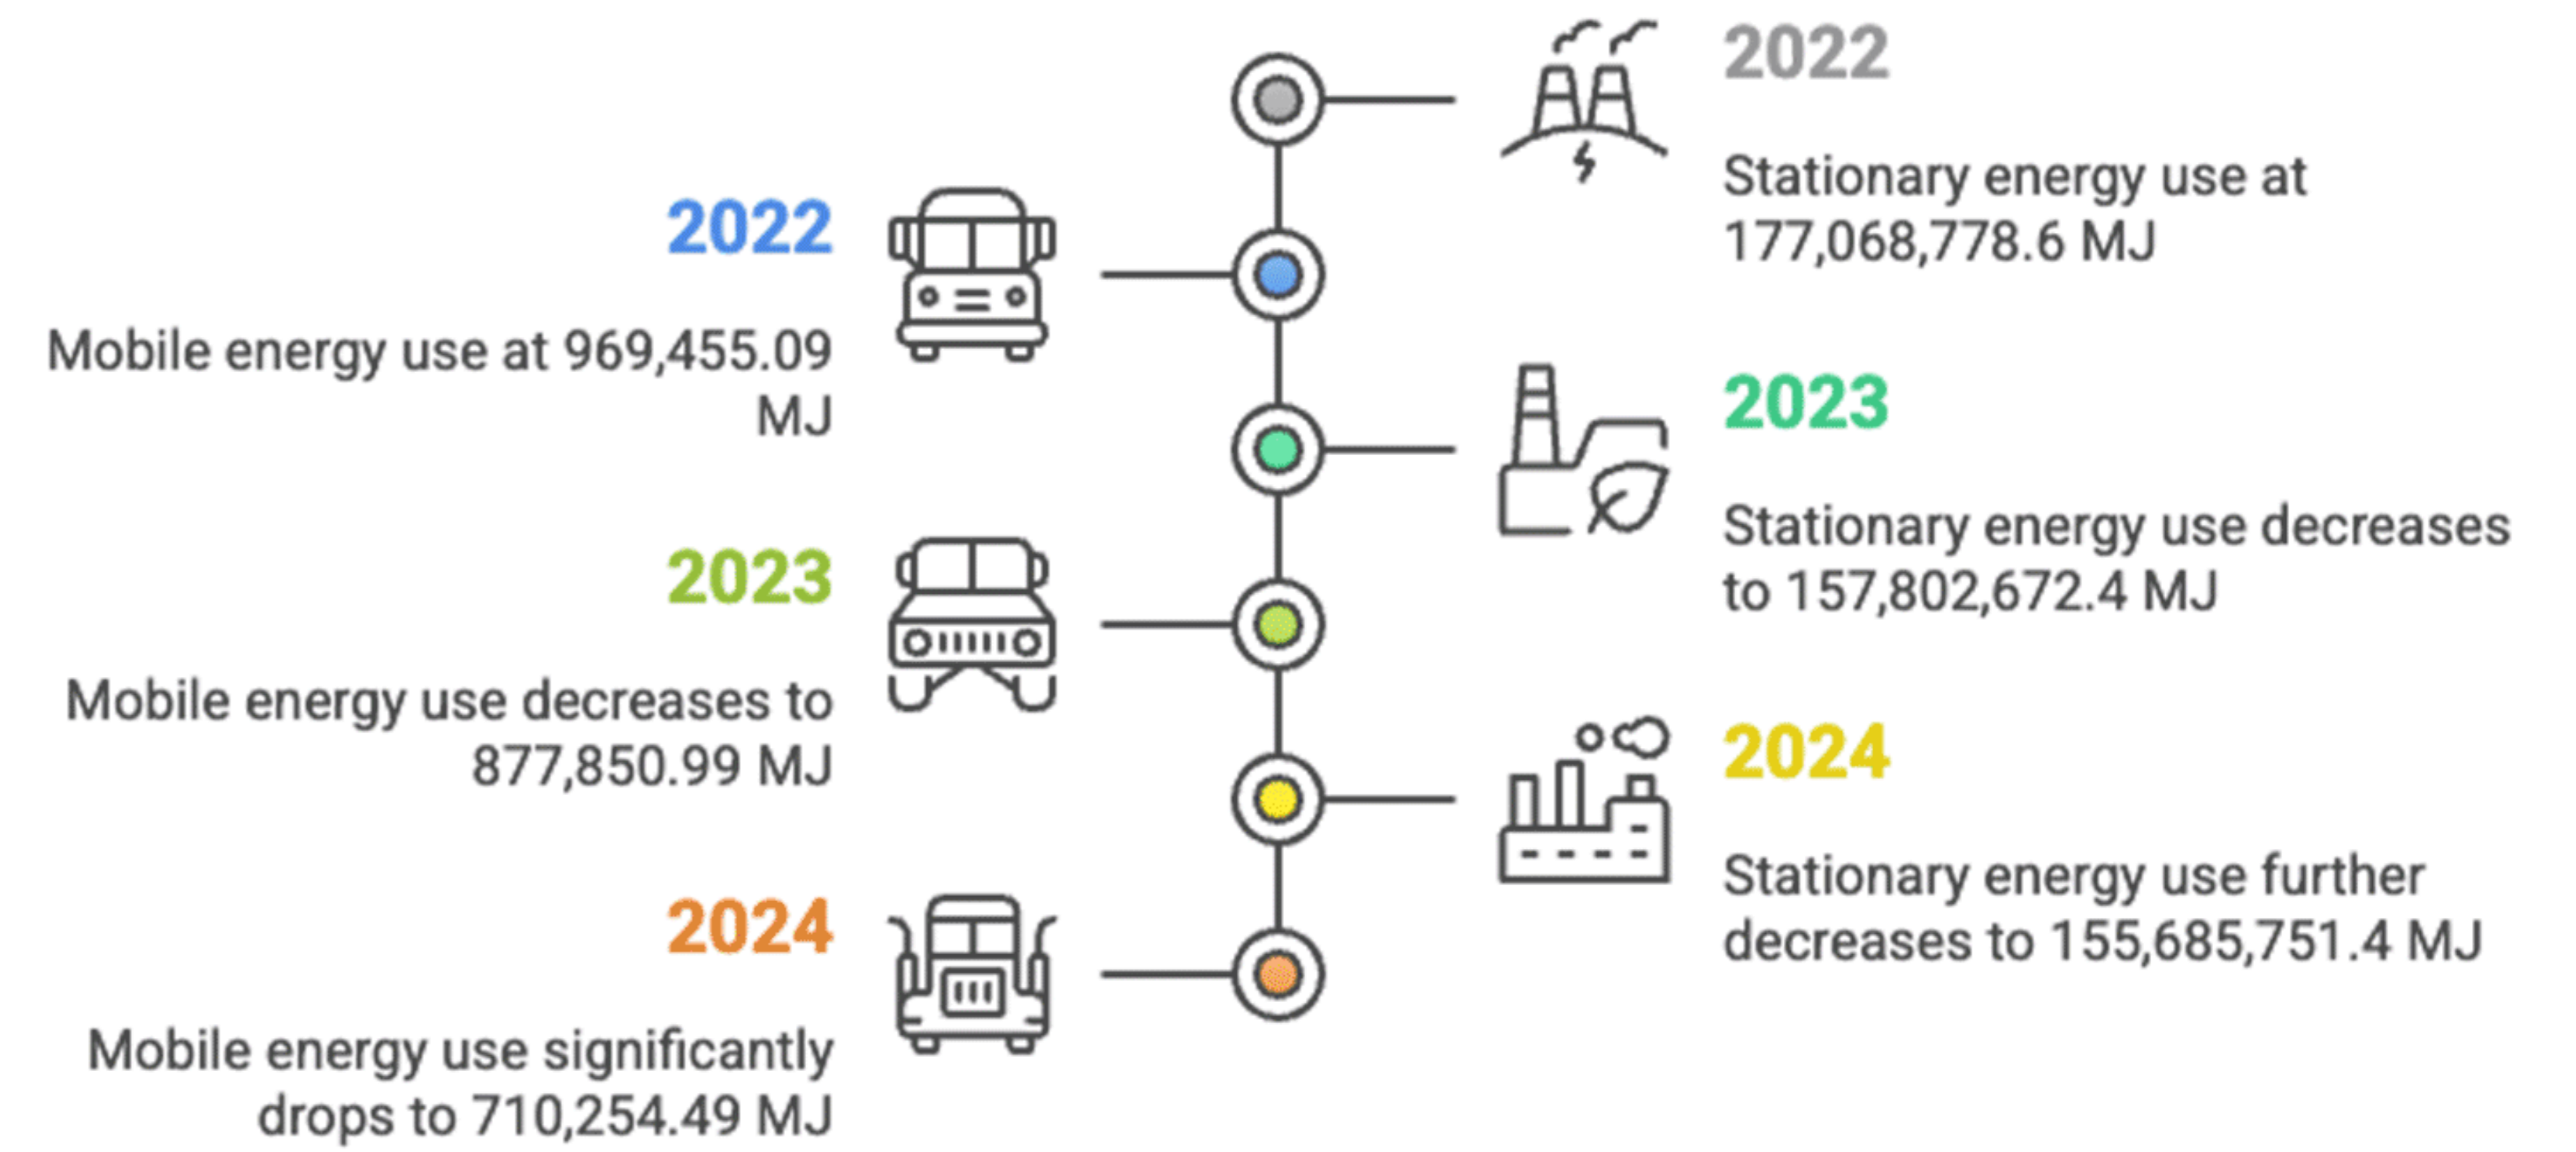 2022
Stationary energy use at
177,068,778.6 MJ
2022
Mobile energy use at 969,455.09
MJ
2023
Stationary energy use decreases
to 157,802,672.4 MJ
2023
Mobile energy use decreases to
877,850.99 MJ
2024
Stationary energy use further
decreases to 155,685,751.4 MJ
2024
Mobile energy use significantly
drops to 710,254.49 MJ